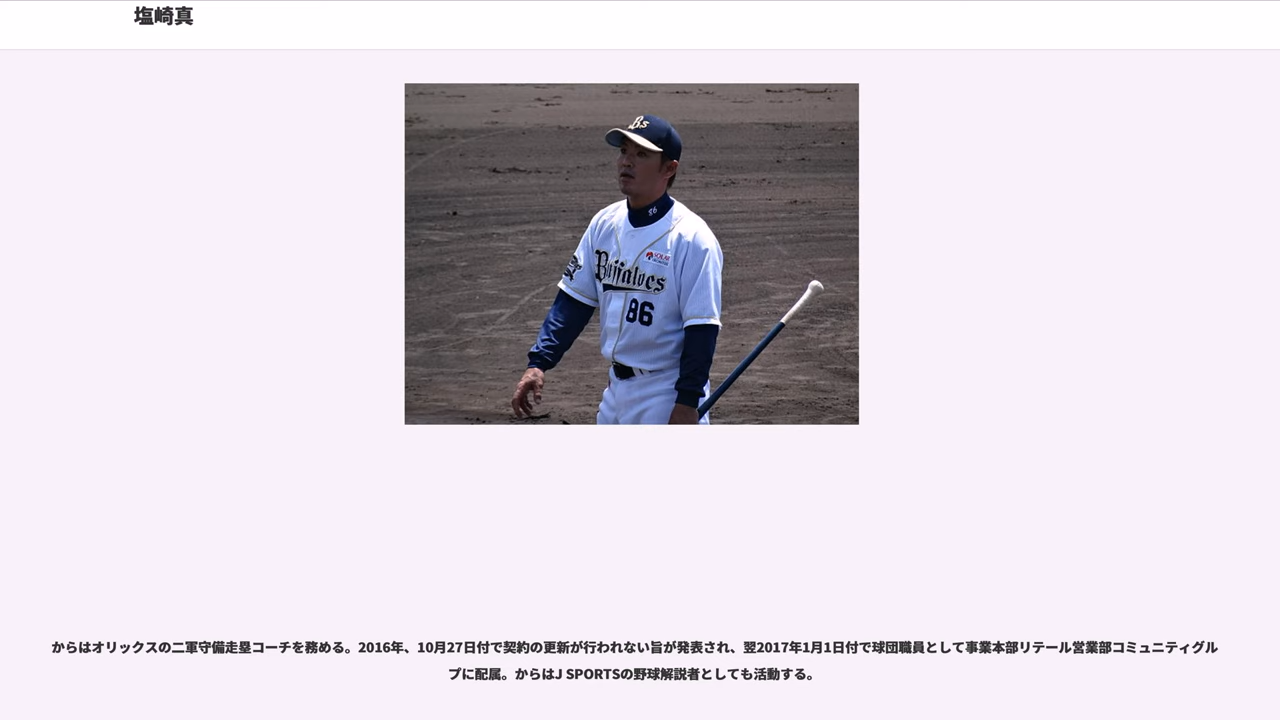 塩崎真
Bs
86
Buffaloes
SOLAR
86
からはオリックスの二軍守備走塁コーチを務める。2016年、10月27日付で契約の更新が行われない旨が発表され、翌2017年1月1日付で球団職員として事業本部リテール営業部コミュニティグル
プに配属。からはJ SPORTSの野球解説者としても活動する。